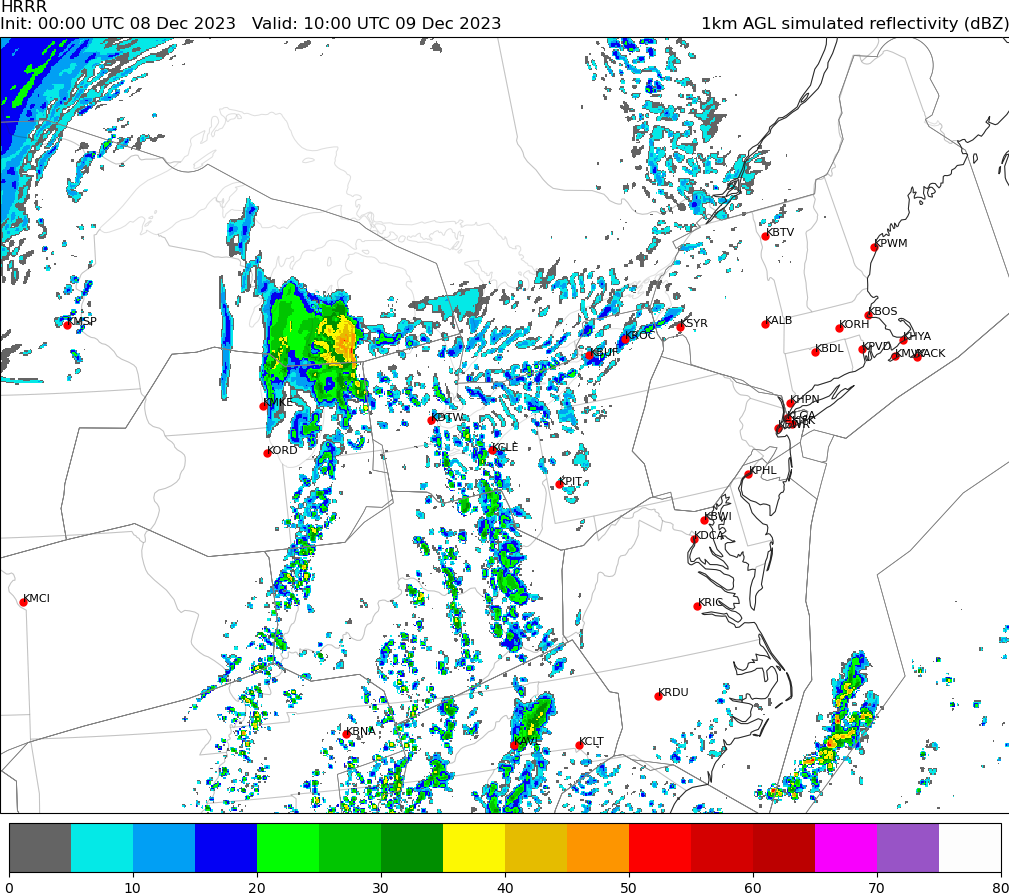 HRRR
Init: 00:00 UTC 08 Dec 2023 Valid: 10:00 UTC 09 Dec 2023 1km AGL simulated reflectivity (dBZ)
KBTV
KPWM
KMSP
KSYR
KALB
KBOS
KORH
KROC
KHYA
KBUF
KBDL
KPVD
KACK
KMKE
KHPN
KDTW
KLGA
KORD
KCLE
KPHL
KPIT
KBWI
KDCA
KMCI
KRIC
KRDU
KBNA
KAVL
KCLT
0 10 20 30 40 50 60 70 80